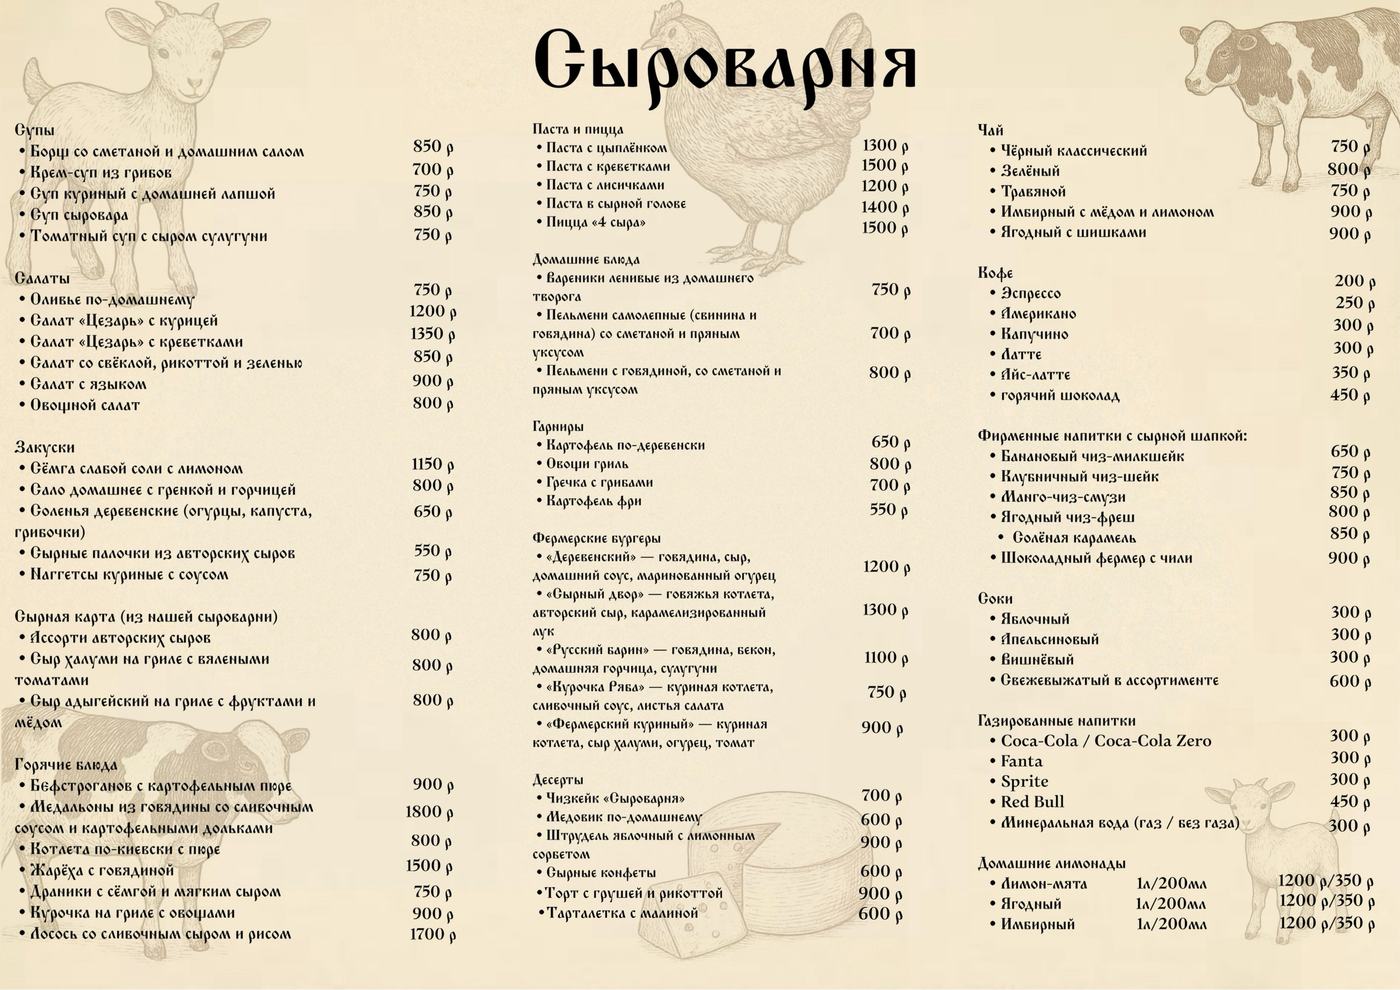 Сыроварня
Супы
• Борщ со сметаной и домашним салом 850 р
• Крем-суп из грибов 700 р
• Суп куриный с домашней лапшой 750 р
• Суп сыровара 850 р
• Томатный суп с сыром сулугуни 750 р
Салаты
• Оливье по-домашнему 750 р
• Салат «Цезарь» с курицей 1200 р
• Салат «Цезарь» с креветками 1350 р
• Салат со свёклой, рикоттой и зеленью 850 р
• Салат с языком 900 р
• Овощной салат 800 р
Закуски
• Сёмга слабой соли с лимоном 1150 р
• Сало домашнее с гренкой и горчицей 800 р
• Соленья деревенские (огурцы, капуста, 650 р
грибочки)
• Сырные палочки из авторских сыров 550 р
• Наггетсы куриные с соусом 750 р
Сырная карта (из нашей сыроварни)
• Ассорти авторских сыров 800 р
• Сыр халуми на гриле с вялеными 800 р
томатами
• Сыр адыгейский на гриле с фруктами и 800 р
мёдом
Горячие блюда
• Бефстроганов с картофельным пюре 900 р
• Медальоны из говядины со сливочным 1800 р
соусом и картофельными дольками
• Котлета по-киевски с пюре 800 р
• Жарёха с говядиной 1500 р
• Драники с сёмгой и мягким сыром 750 р
• Курочка на гриле с овощами 900 р
• Лосось со сливочным сыром и рисом 1700 р
Паста и пицца
• Паста с цыплёнком 1300 р
• Паста с креветками 1500 р
• Паста с лисичками 1200 р
• Паста в сырной голове 1400 р
• Пицца «4 сыра» 1500 р
Домашние блюда
• Вареники ленивые из домашнего 750 р
творога
• Пельмени самолепные (свинина и
говядина) со сметаной и пряным 700 р
уксусом
• Пельмени с говядиной, со сметаной и 800 р
пряным уксусом
Гарниры
• Картофель по-деревенски 650 р
• Овощи гриль 800 р
• Гречка с грибами 700 р
• Картофель фри 550 р
Фермерские бургеры
• «Деревенский» — говядина, сыр, 1200 р
домашний соус, маринованный огурец
• «Сырный двор» — говяжья котлета,
авторский сыр, карамелизированный 1300 р
лук
• «Русский барин» — говядина, бекон, 1100 р
домашняя горчица, сулугуни
• «Курочка Ряба» — куриная котлета, 750 р
сливочный соус, листья салата
• «Фермерский куриный» — куриная 900 р
котлета, сыр халуми, огурец, томат
Десерты
• Чизкейк «Сыроварня» 700 р
• Медовик по-домашнему 600 р
• Штрудель яблочный с лимонным 900 р
сорбетом
• Сырные конфеты 600 р
•Торт с грушей и рикоттой 900 р
•Тарталетка с малиной 600 р
Чай
• Чёрный классический 750 р
• Зелёный 800 р
• Травяной 750 р
• Имбирный с мёдом и лимоном 900 р
• Ягодный с шишками 900 р
Кофе
• Эспрессо 200 р
• Американо 250 р
• Капучино 300 р
• Латте 300 р
• Айс-латте 350 р
• горячий шоколад 450 р
Фирменные напитки с сырной шапкой:
• Банановый чиз-милкшейк 650 р
• Клубничный чиз-шейк 750 р
• Манго-чиз-смузи 850 р
• Ягодный чиз-фреш 800 р
• Солёная карамель 850 р
• Шоколадный фермер с чили 900 р
Соки
• Яблочный 300 р
• Апельсиновый 300 р
• Вишнёвый 300 р
• Свежевыжатый в ассортименте 600 р
Газированные напитки
• Coca-Cola / Coca-Cola Zero 300 р
• Fanta 300 р
• Sprite 300 р
• Red Bull 450 р
• Минеральная вода (газ / без газа) 300 р
Домашние лимонады
• Лимон-мята 1л/200мл 1200 р/350 р
• Ягодный 1л/200мл 1200 р/350 р
• Имбирный 1л/200мл 1200 р/350 р